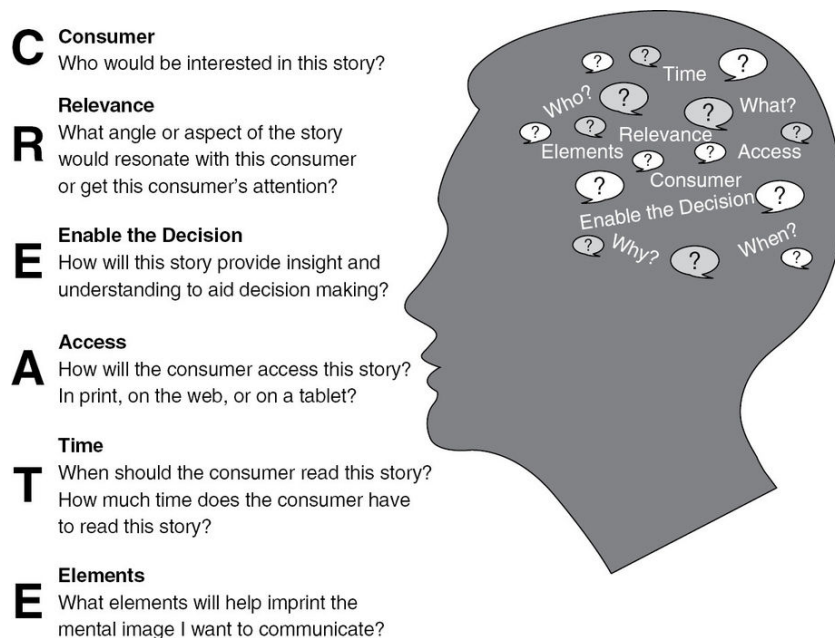 C
Consumer
Who would be interested in this story?
R
Relevance
What angle or aspect of the story
would resonate with this consumer
or get this consumer's attention?
E
Enable the Decision
How will this story provide insight and
understanding to aid decision making?
A
Access
How will the consumer access this story?
In print, on the web, or on a tablet?
T
Time
When should the consumer read this story?
How much time does the consumer have
to read this story?
E
Elements
What elements will help imprint the
mental image I want to communicate?
? ? ?
Time
Who? ? ? What?
? ? Relevance ?
Elements ? ? Access
? Consumer ?
Enable the Decision
? Why? ? When? ?